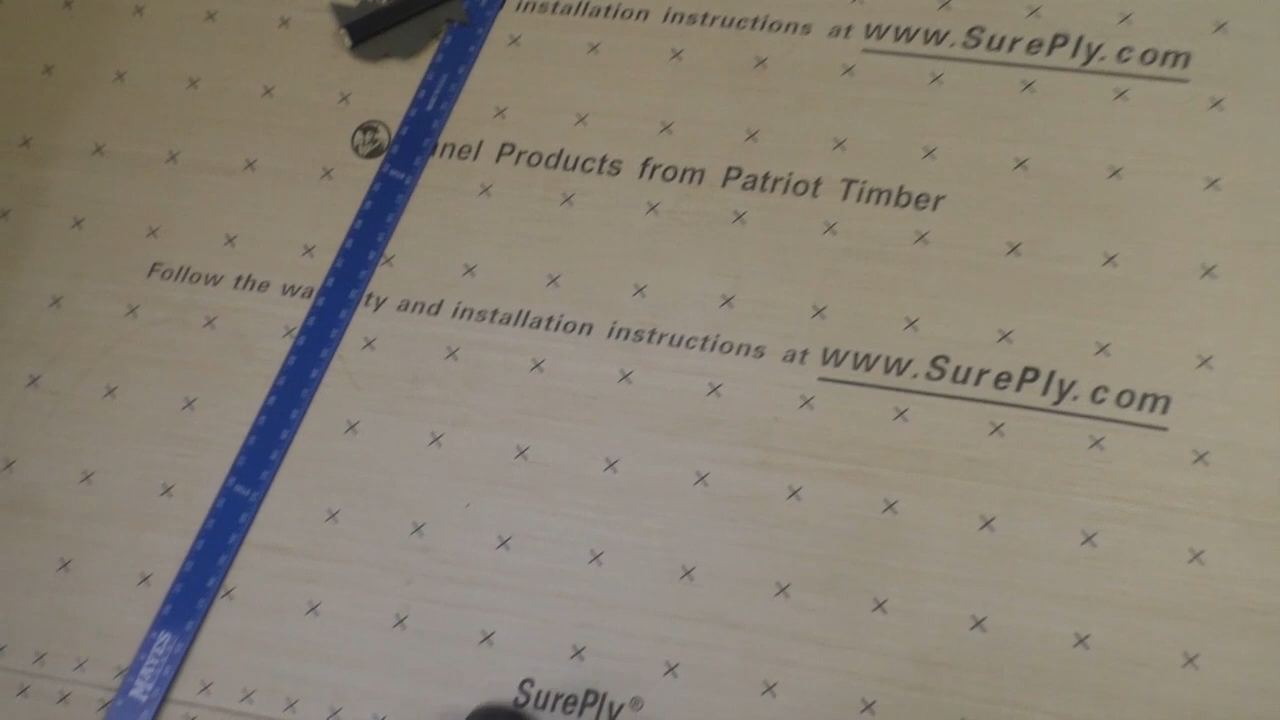 installation instructions at www.SurePly.com
nel Products from Patriot Timber
Follow the wa ty and installation instructions at www.SurePly.com
MAYES
SurePly®